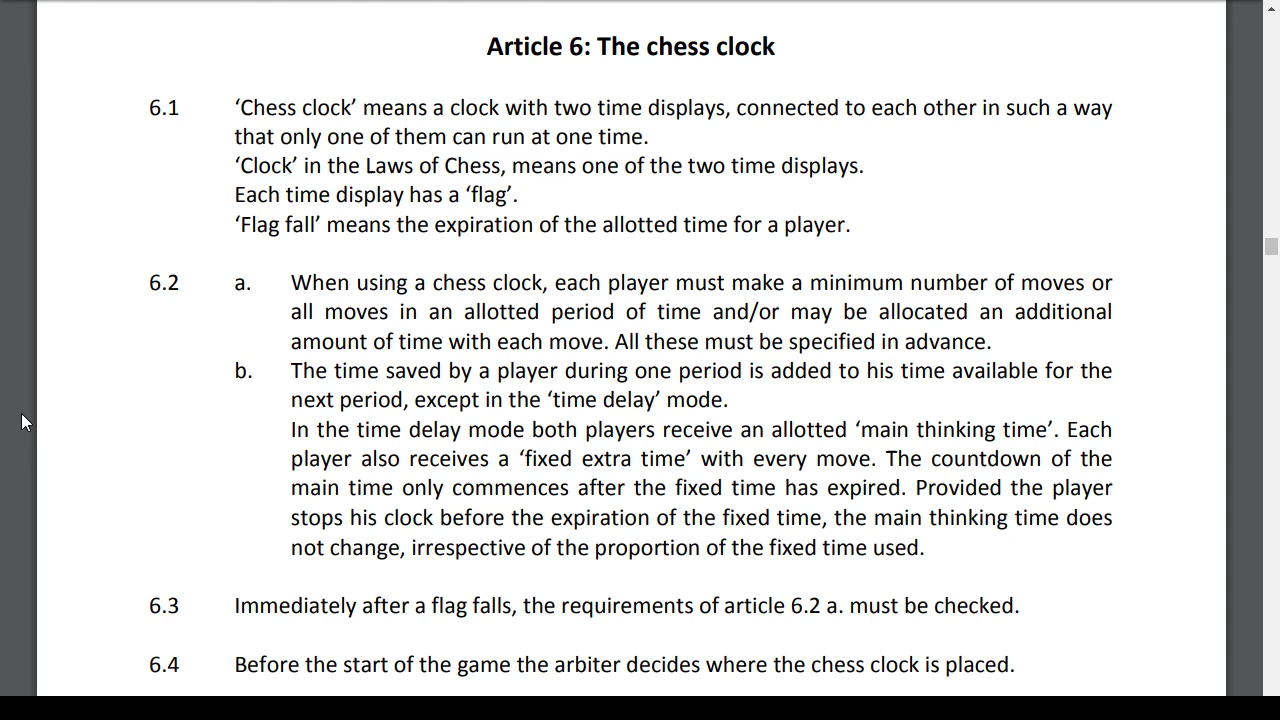 Article 6: The chess clock
6.1 ‘Chess clock’ means a clock with two time displays, connected to each other in such a way
that only one of them can run at one time.
‘Clock’ in the Laws of Chess, means one of the two time displays.
Each time display has a ‘flag’.
‘Flag fall’ means the expiration of the allotted time for a player.
6.2 a. When using a chess clock, each player must make a minimum number of moves or
all moves in an allotted period of time and/or may be allocated an additional
amount of time with each move. All these must be specified in advance.
b. The time saved by a player during one period is added to his time available for the
next period, except in the ‘time delay’ mode.
In the time delay mode both players receive an allotted ‘main thinking time’. Each
player also receives a ‘fixed extra time’ with every move. The countdown of the
main time only commences after the fixed time has expired. Provided the player
stops his clock before the expiration of the fixed time, the main thinking time does
not change, irrespective of the proportion of the fixed time used.
6.3 Immediately after a flag falls, the requirements of article 6.2 a. must be checked.
6.4 Before the start of the game the arbiter decides where the chess clock is placed.